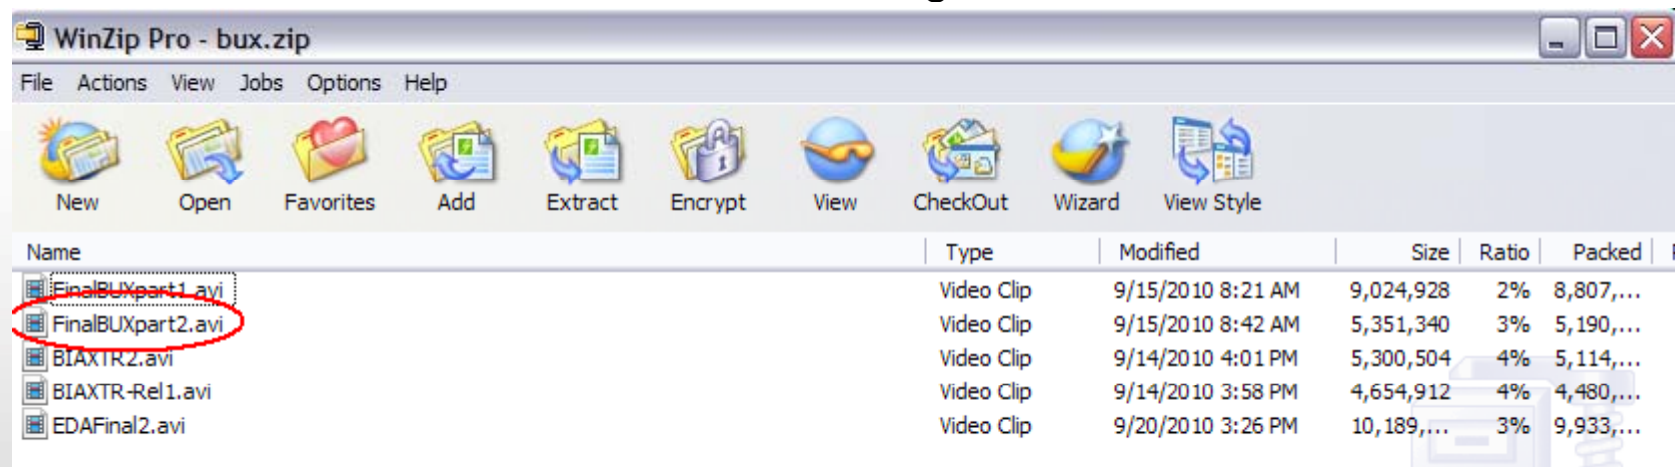 WinZip Pro - bux.zip
File Actions View Jobs Options Help
New Open Favorites Add Extract Encrypt View CheckOut Wizard View Style
Name Type Modified Size Ratio Packed
FinalBUXpart1.avi Video Clip 9/15/2010 8:21 AM 9,024,928 2% 8,807,...
FinalBUXpart2.avi Video Clip 9/15/2010 8:42 AM 5,351,340 3% 5,190,...
BIAXTR2.avi Video Clip 9/14/2010 4:01 PM 5,300,504 4% 5,114,...
BIAXTR-Rel1.avi Video Clip 9/14/2010 3:58 PM 4,654,912 4% 4,480,...
EDAFinal2.avi Video Clip 9/20/2010 3:26 PM 10,189,... 3% 9,933,...